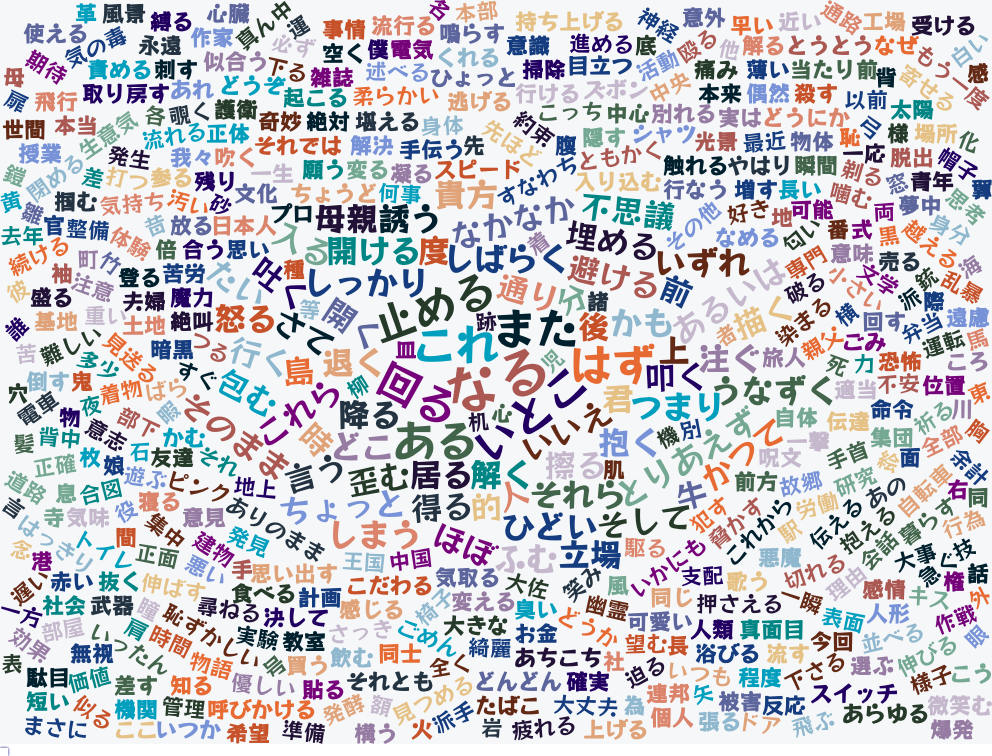 革 風景 縛る 心臓 真ん中 運 事情 流行る 名 本部 持ち上げる 神経 意外 早い 近い 通路 工場 受ける
使える 気の毒 永遠 作家 必ず 空く 僕 電気 鳴らす 意識 進める 底 殴る 他 解る とうとう なぜ もう一度 白い
母 期待 責める 刺す 似合う 下る 雑誌 述べる くれる ひょっと 掃除 目立つ 活動 痛み 薄い 当たり前 背 寄せる 感
扉 飛行 取り戻す あれ どうぞ 起こる 柔らかい 逃げる 行ける ズボン 中央 本来 偶然 殺す 以前 太陽
世間 本当 生意気 各 覗く 護衛 奇妙 絶対 堪える 身体 約束 こっち 中心 別れる 実は どうにか 弓 様 場所 化
授業 流れる 正体 それでは 解決 手伝う 先 先ほど 腹 隠す シャツ 光景 最近 物体 恥 一応 脱出 帽子
鎧 閉める 発生 我々 吹く 一生 願う 変る 凝る スピード すなわち ともかく 触れる やはり 瞬間 剃る 窓 青年 翼
黄 雛 掴む 差 打つ 参る 残り 文化 ちょうど 何事 貴方 入り込む 行なう 増す 長い 噛む 夢中 思考
去年 官 整備 気持ち 汚い 砂 プロ 母親 誘う なかなか 不思議 その他 好き 地 可能 両 身分
続ける 町 竹 体験 苦 放る 日本人 入る 開ける 度 しばらく 着 埋める いずれ なめる 匂い 番 式 黒 越える 海
彼 袖 注意 倍 合う 思い たい 吐く 種 しっかり 避ける 前 あるいは 専門 意味 売る 銃 乱暴
盛る 登る 苦労 夫婦 魔力 等 開く 止める 通り 介 諸 破る 小さい 文学 派 際
誰 基地 重い 土地 絶叫 怒る さて 跡 また 後 かも 者 描く 染まる 横 回す 弁当 遠慮
苦 難しい 見送る 暗黒 つる 行く 島 退く 皿 これ なる 兄 はず 上 注ぐ 旅人 親父 ごみ 運転 馬
穴 倒す 鬼 多少 着物 ばら すぐ 包む これら 柳 回る こと 叩く うなずく 死 力 恐怖 ころ
電車 物 夜 部下 暇 そのまま 時 降る 机 心 いいえ 君 つまり 適当 不安 位置 東
髪 背中 意志 石 かむ 友達 それ どこ ある いう 抱く 機 別 自体 伝達 命令 祈る 川 雨
正確 枚 娘 遊ぶ ピンク 地上 言う 歪む 居る 解く 擦る 肌 とりあえず かつて 一撃 呪文 手首 集団 面 全部 余計
道路 息 合図 役 寝る ありのまま ちょっと 得る 的 人 それら 牛 前方 故郷 研究 あの 自転車 右 同
言 はっきり 寺 気味 集中 意見 しまう ひどい そして 犯す 脅かす これから 駅 労働 伝える 抱える 暮らす 行為
念 港 トイレ 間 正面 建物 発見 王国 中国 ほぼ ふむ 立場 駆る いかにも 悪魔 会話 大事 急ぐ 技
遅い 赤い 抜く 伸ばす 悪い 手 思い出す こだわる 気取る 大佐 笑み 風 支配 歌う 切れる 理由 感情 キス 権 話
一方 社会 武器 瞳 恥ずかしい 尋ねる 食べる 計画 決して 感じる 椅子 変える 臭い 幽霊 同じ 押さえる 一瞬 表面 人形 作戦 外
効果 部屋 いったん 肩 時間 物語 実験 教室 さっき ごめん 大きな お金 どうか 可愛い 人類 真面目 今回 並べる 眼
表 無視 島 買う 飲む 同士 全く 綺麗 あちこち 社 望む 長 浴びる 流す 下さる 選ぶ 伸びる
駄目 価値 差す 知る 優しい 貼る それとも 見つめる どんどん 確実 迫る いつも 程度 様子 こう
短い 似る 機関 管理 呼びかける 発酵 額 派手 たばこ 大丈夫 為 連邦 矢 被害 反応 スイッチ あらゆる 微笑む
まさに ここ いつか 希望 準備 構う 火 岩 疲れる 上げる 個人 張る ドア 飛ぶ 爆発